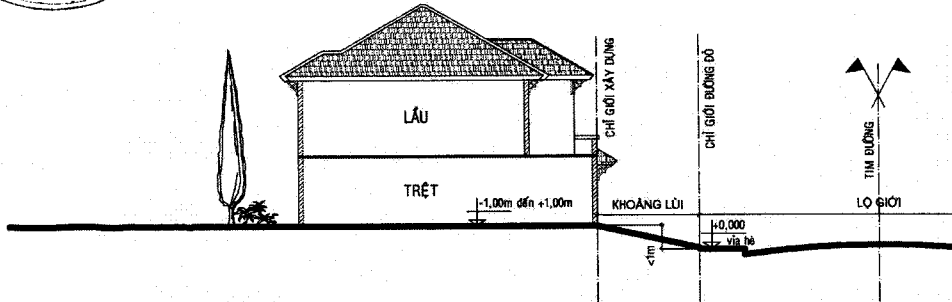 LẦU
TRỆT
-1,00m đến +1,00m
CHỈ GIỚI XÂY DỰNG
KHOẢNG LÙI
<1m
CHỈ GIỚI ĐƯỜNG ĐỎ
+0,000
vỉa hè
TIM ĐƯỜNG
LỘ GIỚI